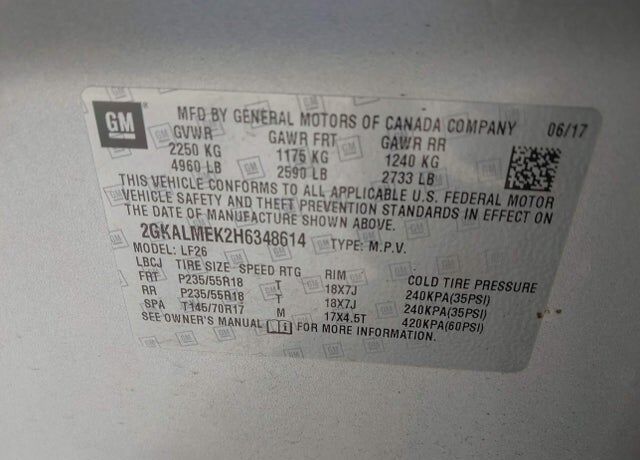 GM
MFD BY GENERAL MOTORS OF CANADA COMPANY 06/17
GVWR GAWR FRT GAWR RR
2250 KG 1175 KG 1240 KG
4960 LB 2590 LB 2733 LB
THIS VEHICLE CONFORMS TO ALL APPLICABLE U.S. FEDERAL MOTOR
VEHICLE SAFETY AND THEFT PREVENTION STANDARDS IN EFFECT ON
THE DATE OF MANUFACTURE SHOWN ABOVE.
2GKALMEK2H6348614 TYPE: M.P.V.
MODEL: LF26
LBCJ TIRE SIZE SPEED RTG RIM COLD TIRE PRESSURE
FRT P235/55R18 T 18X7J 240KPA(35PSI)
RR P235/55R18 T 18X7J 240KPA(35PSI)
SPA T145/70R17 M 17X4.5T 420KPA(60PSI)
SEE OWNER'S MANUAL FOR MORE INFORMATION.